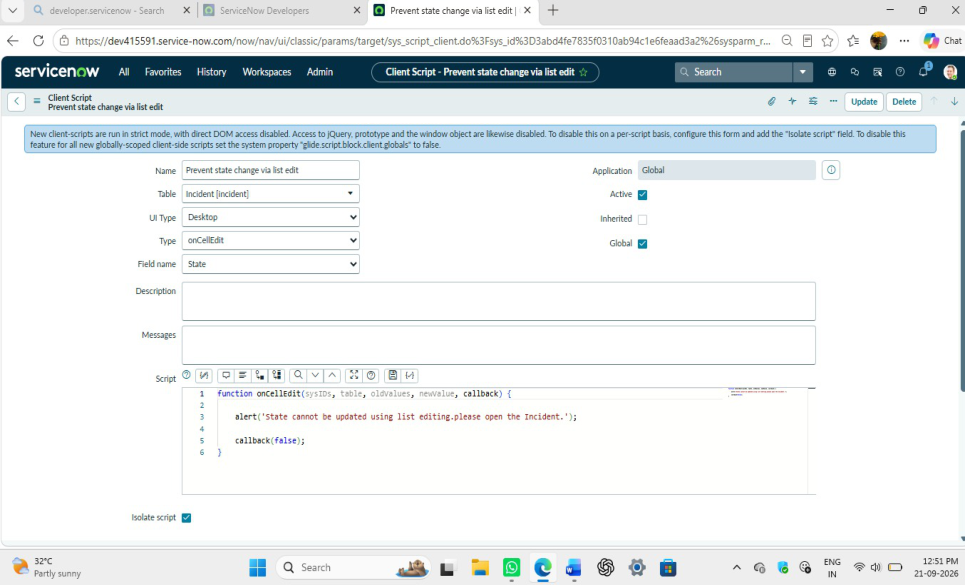 developer.servicenow - Search
ServiceNow Developers
Prevent state change via list edit |
https://dev415591.service-now.com/now/nav/ui/classic/params/target/sys_script_client.do%3Fsys_id%3D3abd4fe7835f0310ab94c1e6feaad3a2%26sysparm_r...
Chat
servicenow All Favorites History Workspaces Admin Client Script - Prevent state change via list edit Search 1
Client Script
Prevent state change via list edit
Update Delete
New client-scripts are run in strict mode, with direct DOM access disabled. Access to jQuery, prototype and the window object are likewise disabled. To disable this on a per-script basis, configure this form and add the "Isolate script" field. To disable this
feature for all new globally-scoped client-side scripts set the system property "glide.script.block.client.globals" to false.
Name Prevent state change via list edit
Application Global
Table Incident [incident]
Active
UI Type Desktop
Inherited
Type onCellEdit
Global
Field name State
Description
Messages
Script
1 function onCellEdit(sysIDs, table, oldValues, newValue, callback) {
2
3 alert('State cannot be updated using list editing.please open the Incident.');
4
5 callback(false);
6 }
Isolate script
32°C
Partly sunny
Search
ENG
IN
12:51 PM
21-09-2026